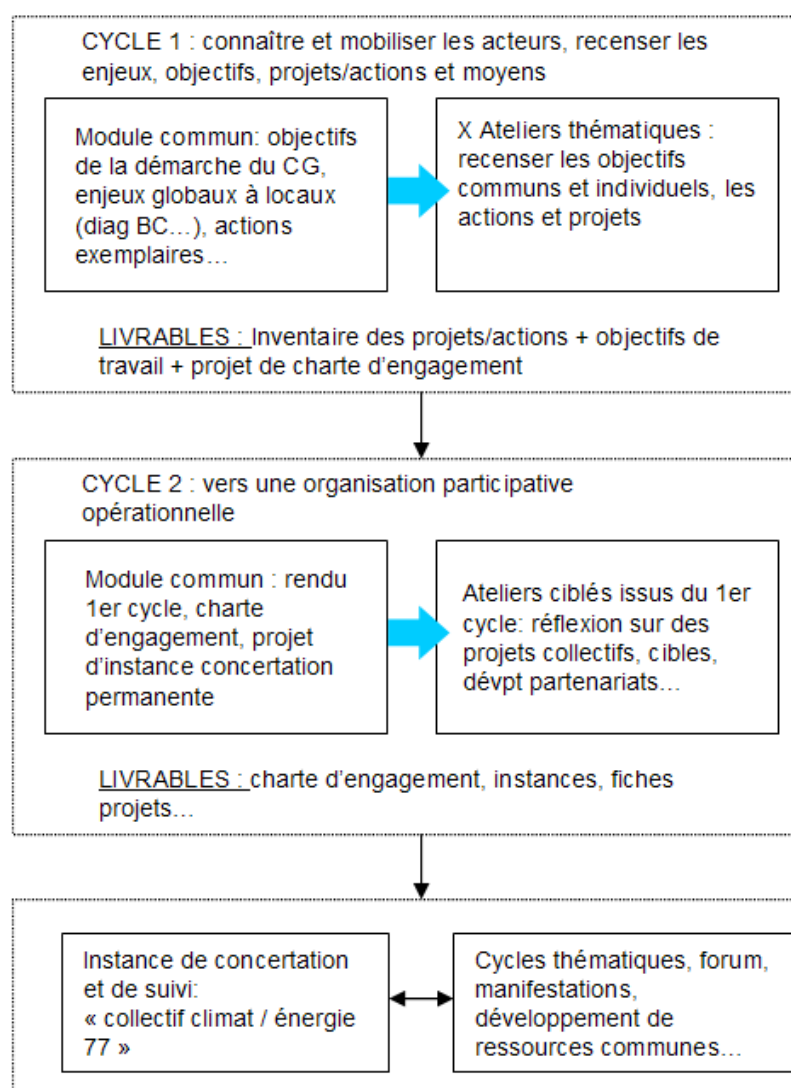 CYCLE 1 : connaître et mobiliser les acteurs, recenser les
enjeux, objectifs, projets/actions et moyens
Module commun: objectifs
de la démarche du CG,
enjeux globaux à locaux
(diag BC…), actions
exemplaires…
X Ateliers thématiques :
recenser les objectifs
communs et individuels, les
actions et projets
LIVRABLES : Inventaire des projets/actions + objectifs de
travail + projet de charte d’engagement
CYCLE 2 : vers une organisation participative
opérationnelle
Module commun : rendu
1er cycle, charte
d’engagement, projet
d’instance concertation
permanente
Ateliers ciblés issus du 1er
cycle: réflexion sur des
projets collectifs, cibles,
dévpt partenariats…
LIVRABLES : charte d’engagement, instances, fiches
projets…
Instance de concertation
et de suivi:
« collectif climat / énergie
77 »
Cycles thématiques, forum,
manifestations,
développement de
ressources communes…